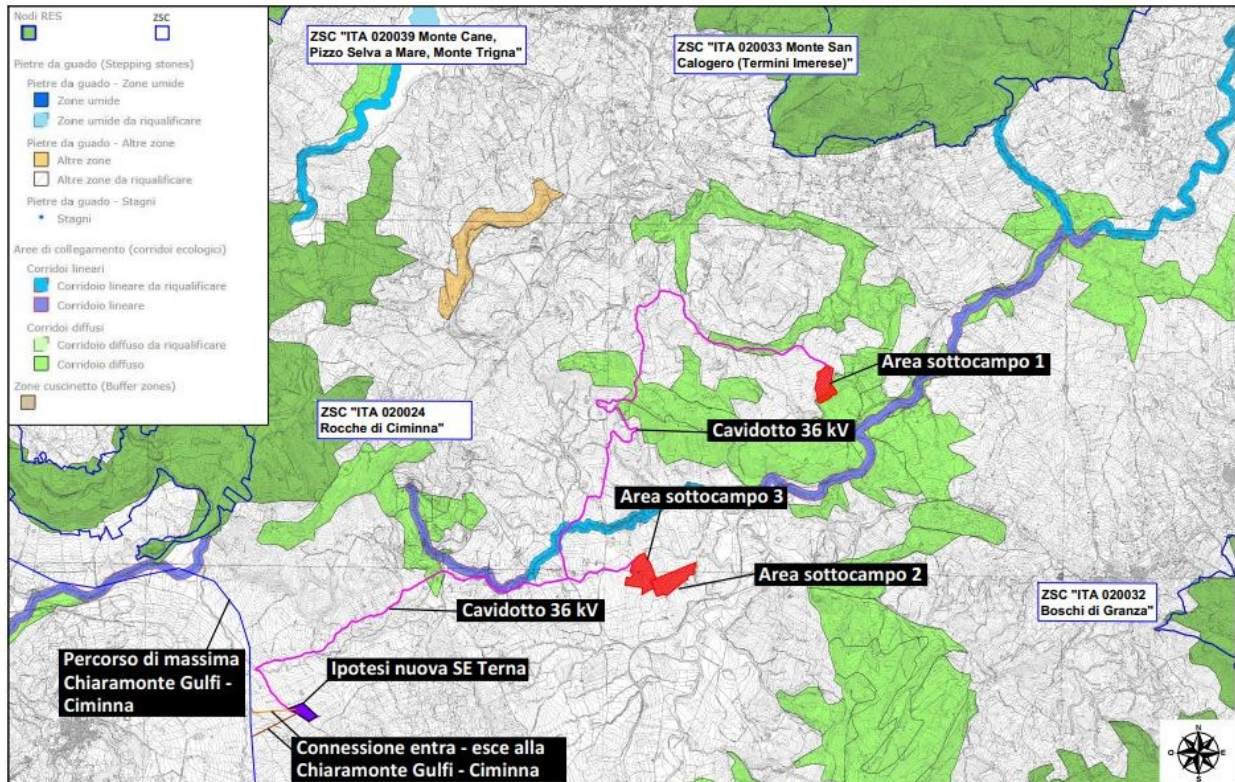 Nodi RES
ZSC
Pietre da guado (Stepping stones)
Pietre da guado - Zone umide
Zone umide
Zone umide da riqualificare
Pietre da guado - Altre zone
Altre zone
Altre zone da riqualificare
Pietre da guado - Stagni
Stagni
Aree di collegamento (corridoi ecologici)
Corridoi lineari
Corridoio lineare da riqualificare
Corridoio lineare
Corridoi diffusi
Corridoio diffuso da riqualificare
Corridoio diffuso
Zone cuscinetto (Buffer zones)
ZSC "ITA 020039 Monte Cane,
Pizzo Selva a Mare, Monte Trigna"
ZSC "ITA 020033 Monte San
Calogero (Termini Imerese)"
Area sottocampo 1
ZSC "ITA 020024
Rocche di Ciminna"
Cavidotto 36 kV
Area sottocampo 3
Area sottocampo 2
ZSC "ITA 020032
Boschi di Granza"
Cavidotto 36 kV
Percorso di massima
Chiaramonte Gulfi -
Ciminna
Ipotesi nuova SE Terna
Connessione entra - esce alla
Chiaramonte Gulfi - Ciminna
N
O
E
S